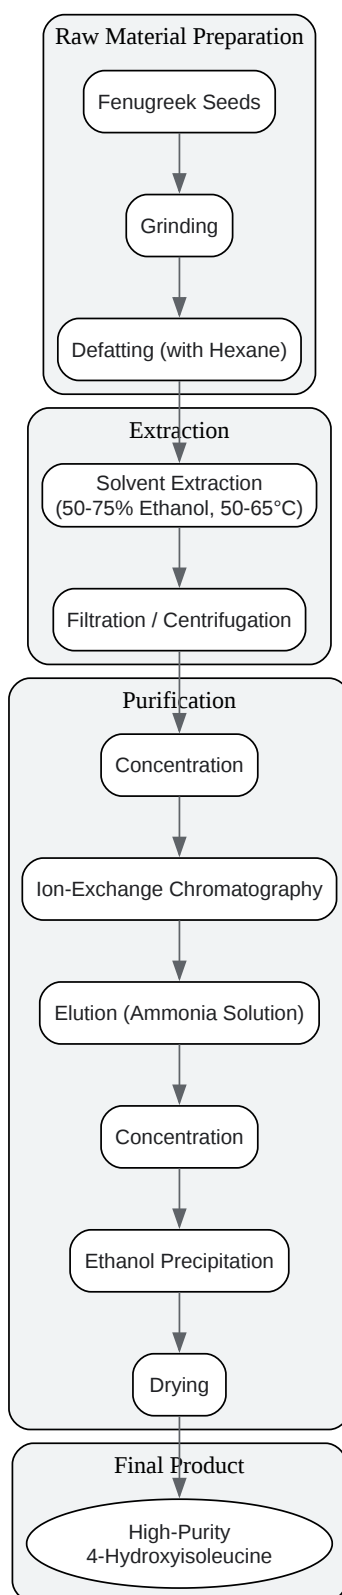 Raw Material Preparation
Fenugreek Seeds
Grinding
Defatting (with Hexane)
Extraction
Solvent Extraction
(50-75% Ethanol, 50-65°C)
Filtration / Centrifugation
Purification
Concentration
Ion-Exchange Chromatography
Elution (Ammonia Solution)
Concentration
Ethanol Precipitation
Drying
Final Product
High-Purity
4-Hydroxyisoleucine